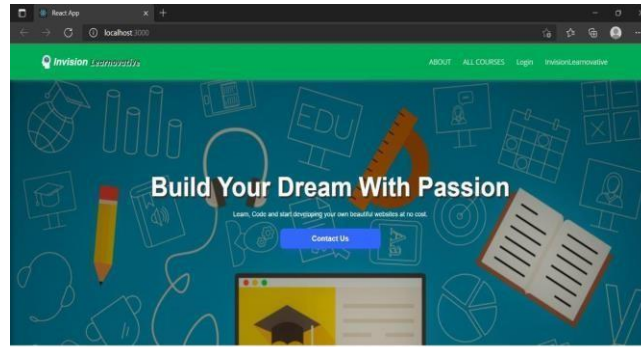 React App
localhost:3000
Invision Learnovative
ABOUT ALL COURSES Login InvisionLearnovative
EDU
Build Your Dream With Passion
Learn, Code and start developing your own beautiful websites at no cost.
Contact Us
Aa